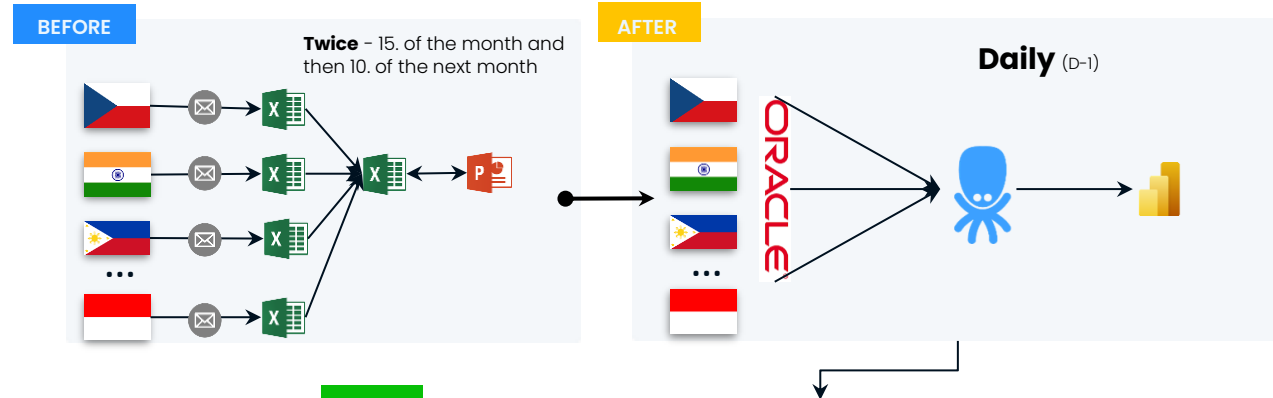 BEFORE
Twice - 15. of the month and
then 10. of the next month
X
X
X
X
X
P
...
AFTER
Daily (D-1)
ORACLE
...